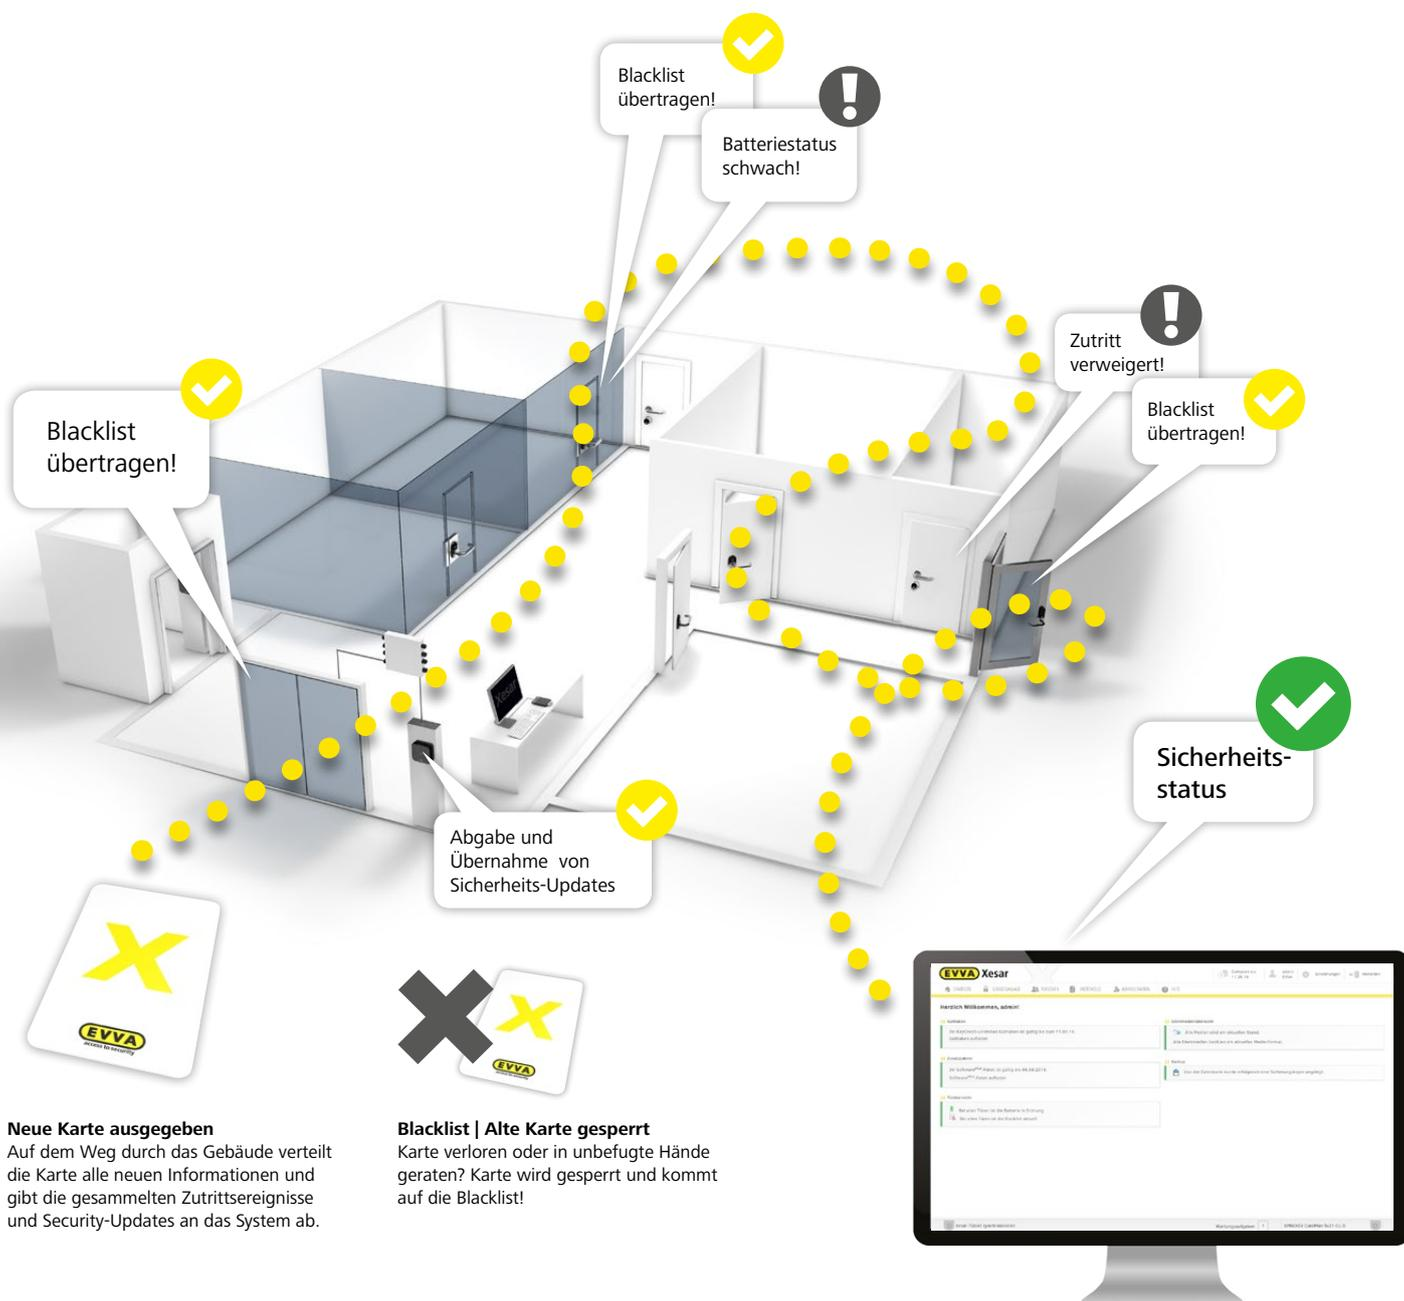 Blacklist
übertragen!
Batteriestatus
schwach!
Zutritt
verweigert!
Blacklist
übertragen!
Blacklist
übertragen!
Xesar
Sicherheits-
status
Abgabe und
Übernahme von
Sicherheits-Updates
EVVA
access to security
EVVA
access to security
EVVA Xesar
Herzlich Willkommen, admin!
Neue Karte ausgegeben
Auf dem Weg durch das Gebäude verteilt
die Karte alle neuen Informationen und
gibt die gesammelten Zutrittsereignisse
und Security-Updates an das System ab.
Blacklist | Alte Karte gesperrt
Karte verloren oder in unbefugte Hände
geraten? Karte wird gesperrt und kommt
auf die Blacklist!